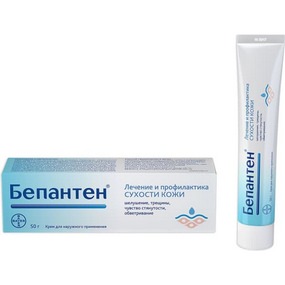 Бепантен®
Лечение и профилактика
СУХОСТИ КОЖИ
шелушение, трещины,
чувство стянутости,
обветривание
50 г
Крем для наружного применения
Бепантен®
Лечение и профилактика
СУХОСТИ КОЖИ